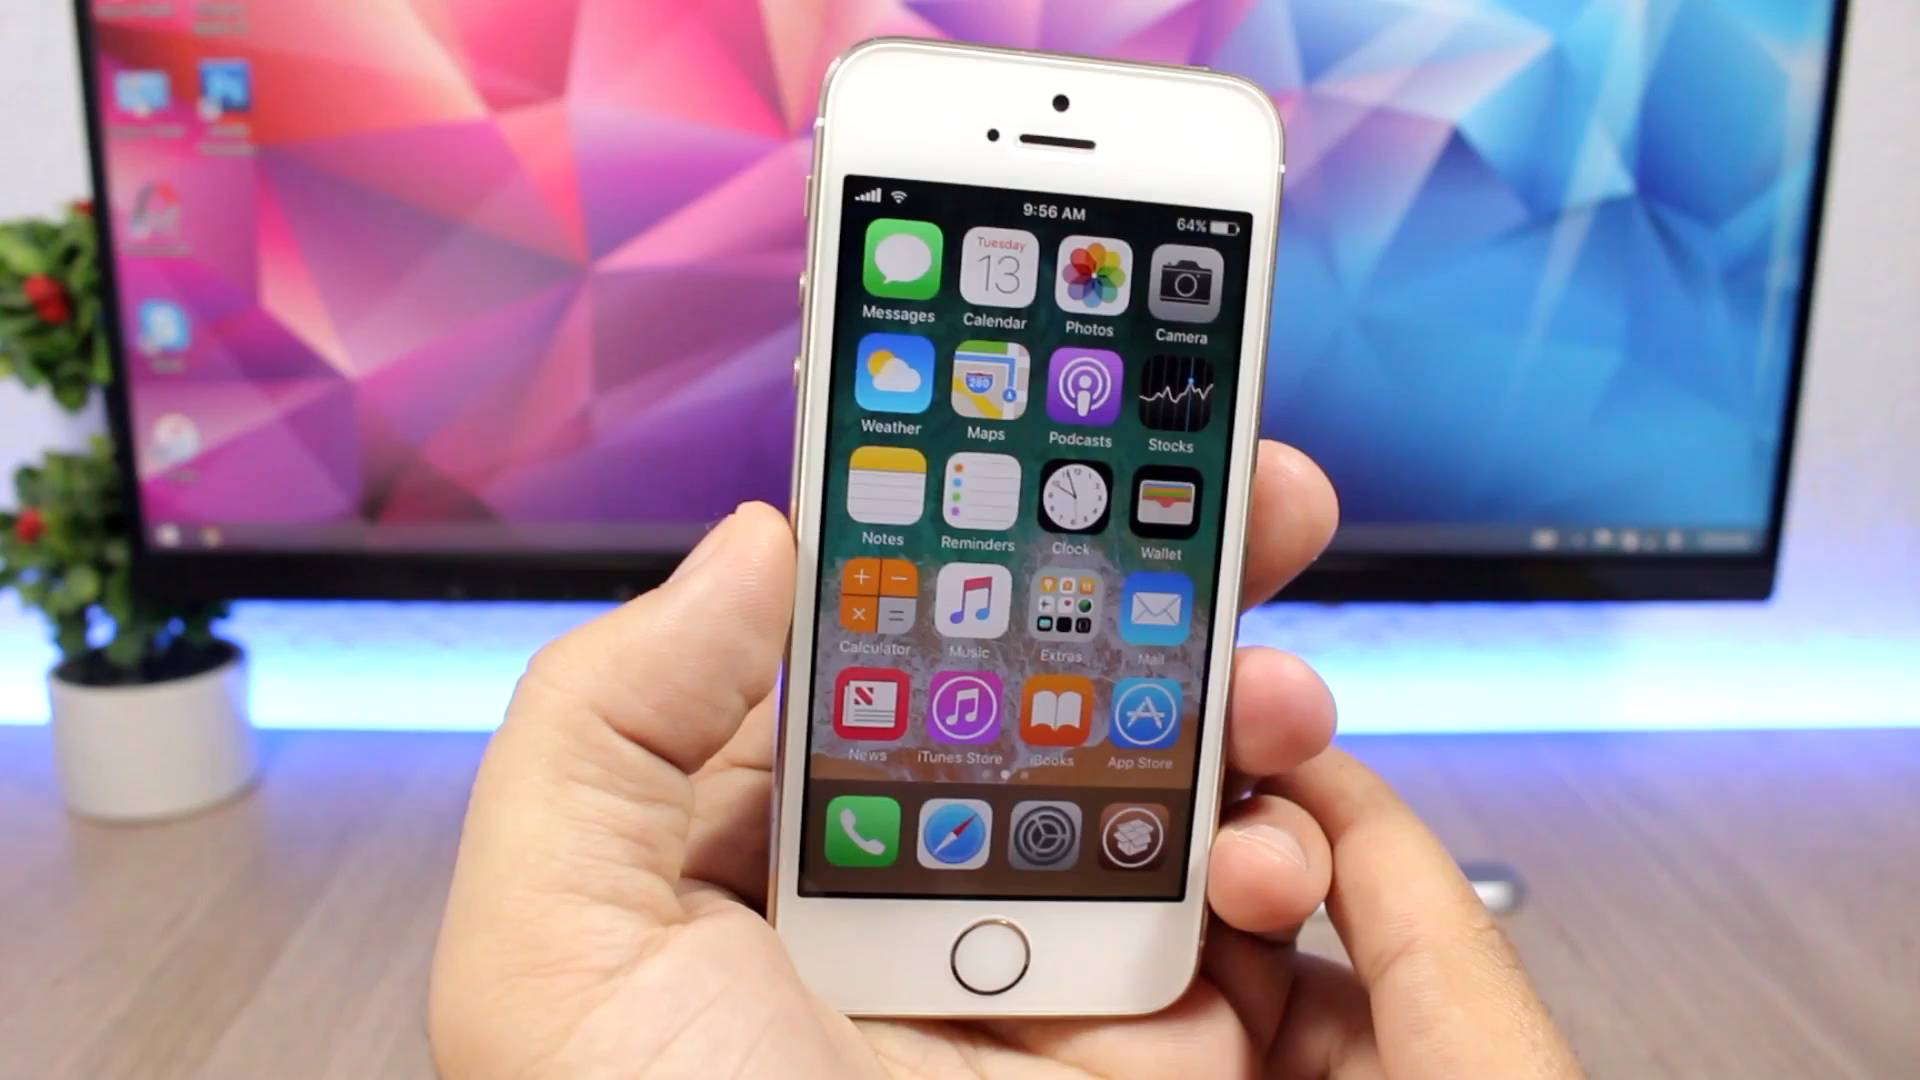 9:56 AM
64%
Tuesday
13
Messages
Calendar
Photos
Camera
280
Weather
Maps
Podcasts
Stocks
Notes
Reminders
Clock
Wallet
Calculator
Music
Extras
Mail
News
iTunes Store
iBooks
App Store